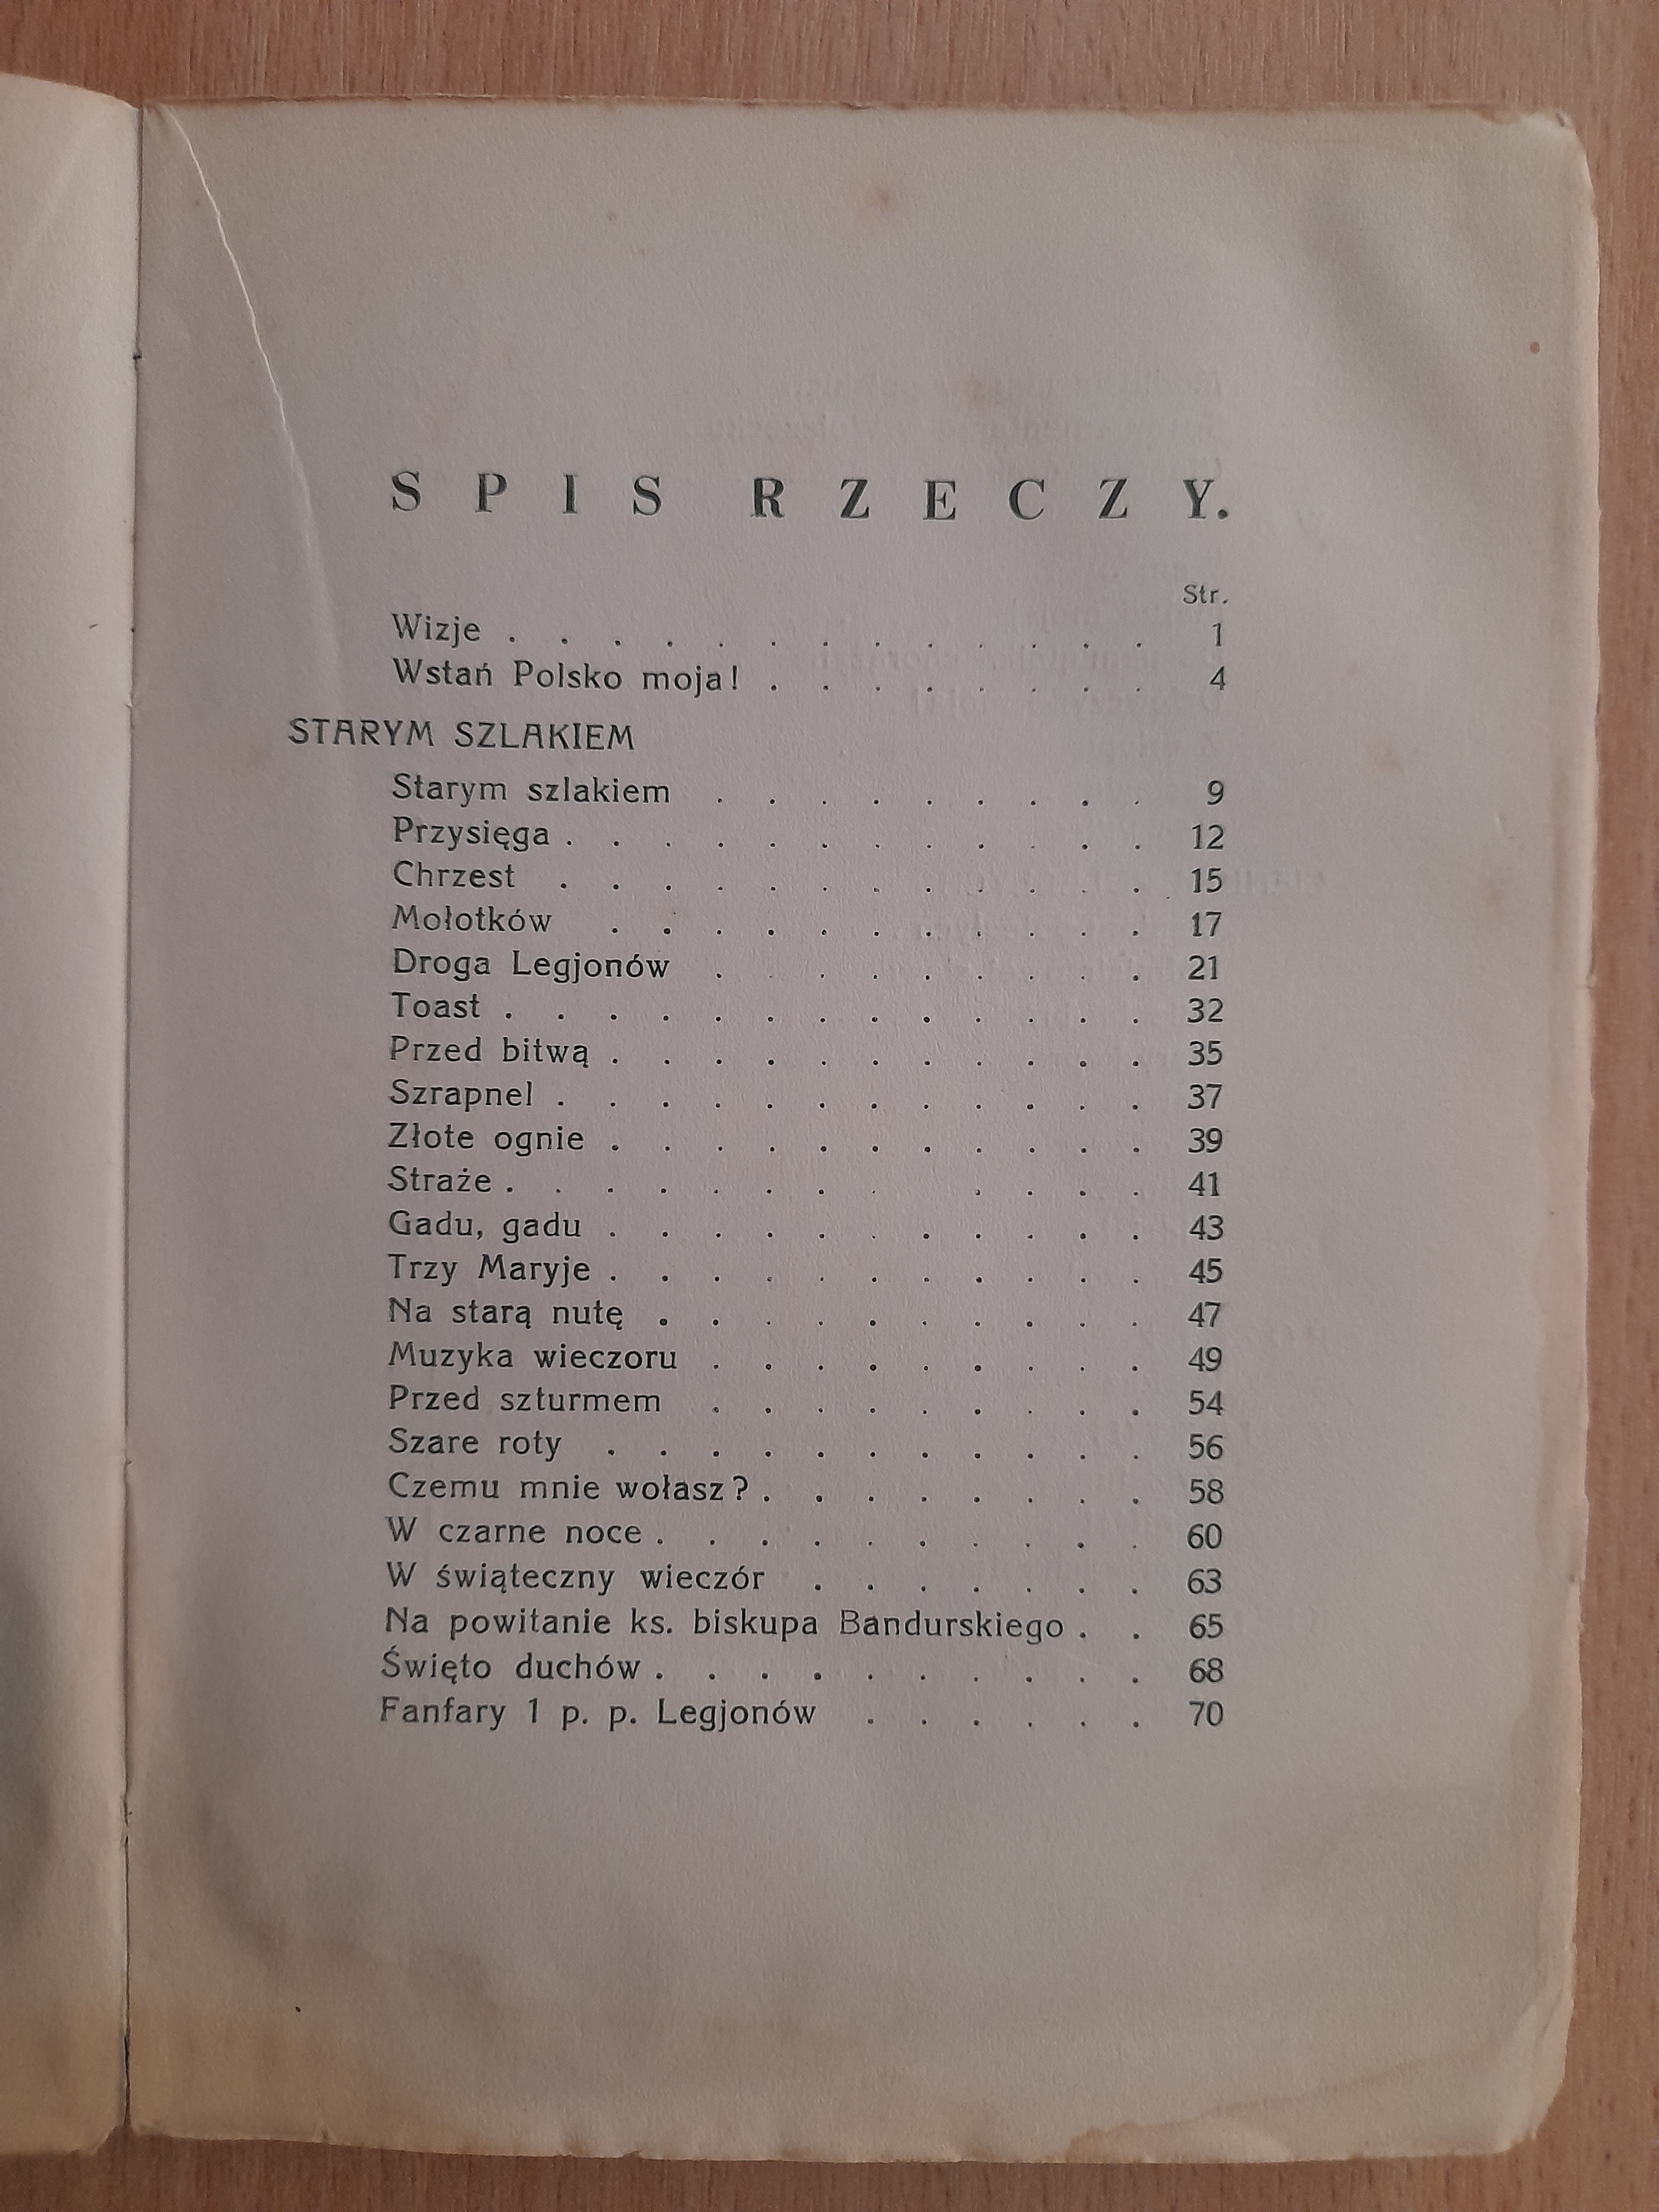 SPIS RZECZY.
Str.
Wizje . . . . . . . . . . . . . 1
Wstań Polsko moja! . . . . . . . . 4
STARYM SZLAKIEM
Starym szlakiem . . . . . . . . . 9
Przysięga . . . . . . . . . . . . 12
Chrzest . . . . . . . . . . . . 15
Mołotków . . . . . . . . . . . 17
Droga Legjonów . . . . . . . . . 21
Toast . . . . . . . . . . . . . 32
Przed bitwą . . . . . . . . . . . 35
Szrapnel . . . . . . . . . . . . 37
Złote ognie . . . . . . . . . . . 39
Straże . . . . . . . . . . . . . 41
Gadu, gadu . . . . . . . . . . . 43
Trzy Maryje . . . . . . . . . . . 45
Na starą nutę . . . . . . . . . . 47
Muzyka wieczoru . . . . . . . . . 49
Przed szturmem . . . . . . . . . 54
Szare roty . . . . . . . . . . . 56
Czemu mnie wołasz? . . . . . . . . 58
W czarne noce . . . . . . . . . . 60
W świąteczny wieczór . . . . . . . 63
Na powitanie ks. biskupa Bandurskiego . . 65
Święto duchów . . . . . . . . . . 68
Fanfary 1 p. p. Legjonów . . . . . . 70